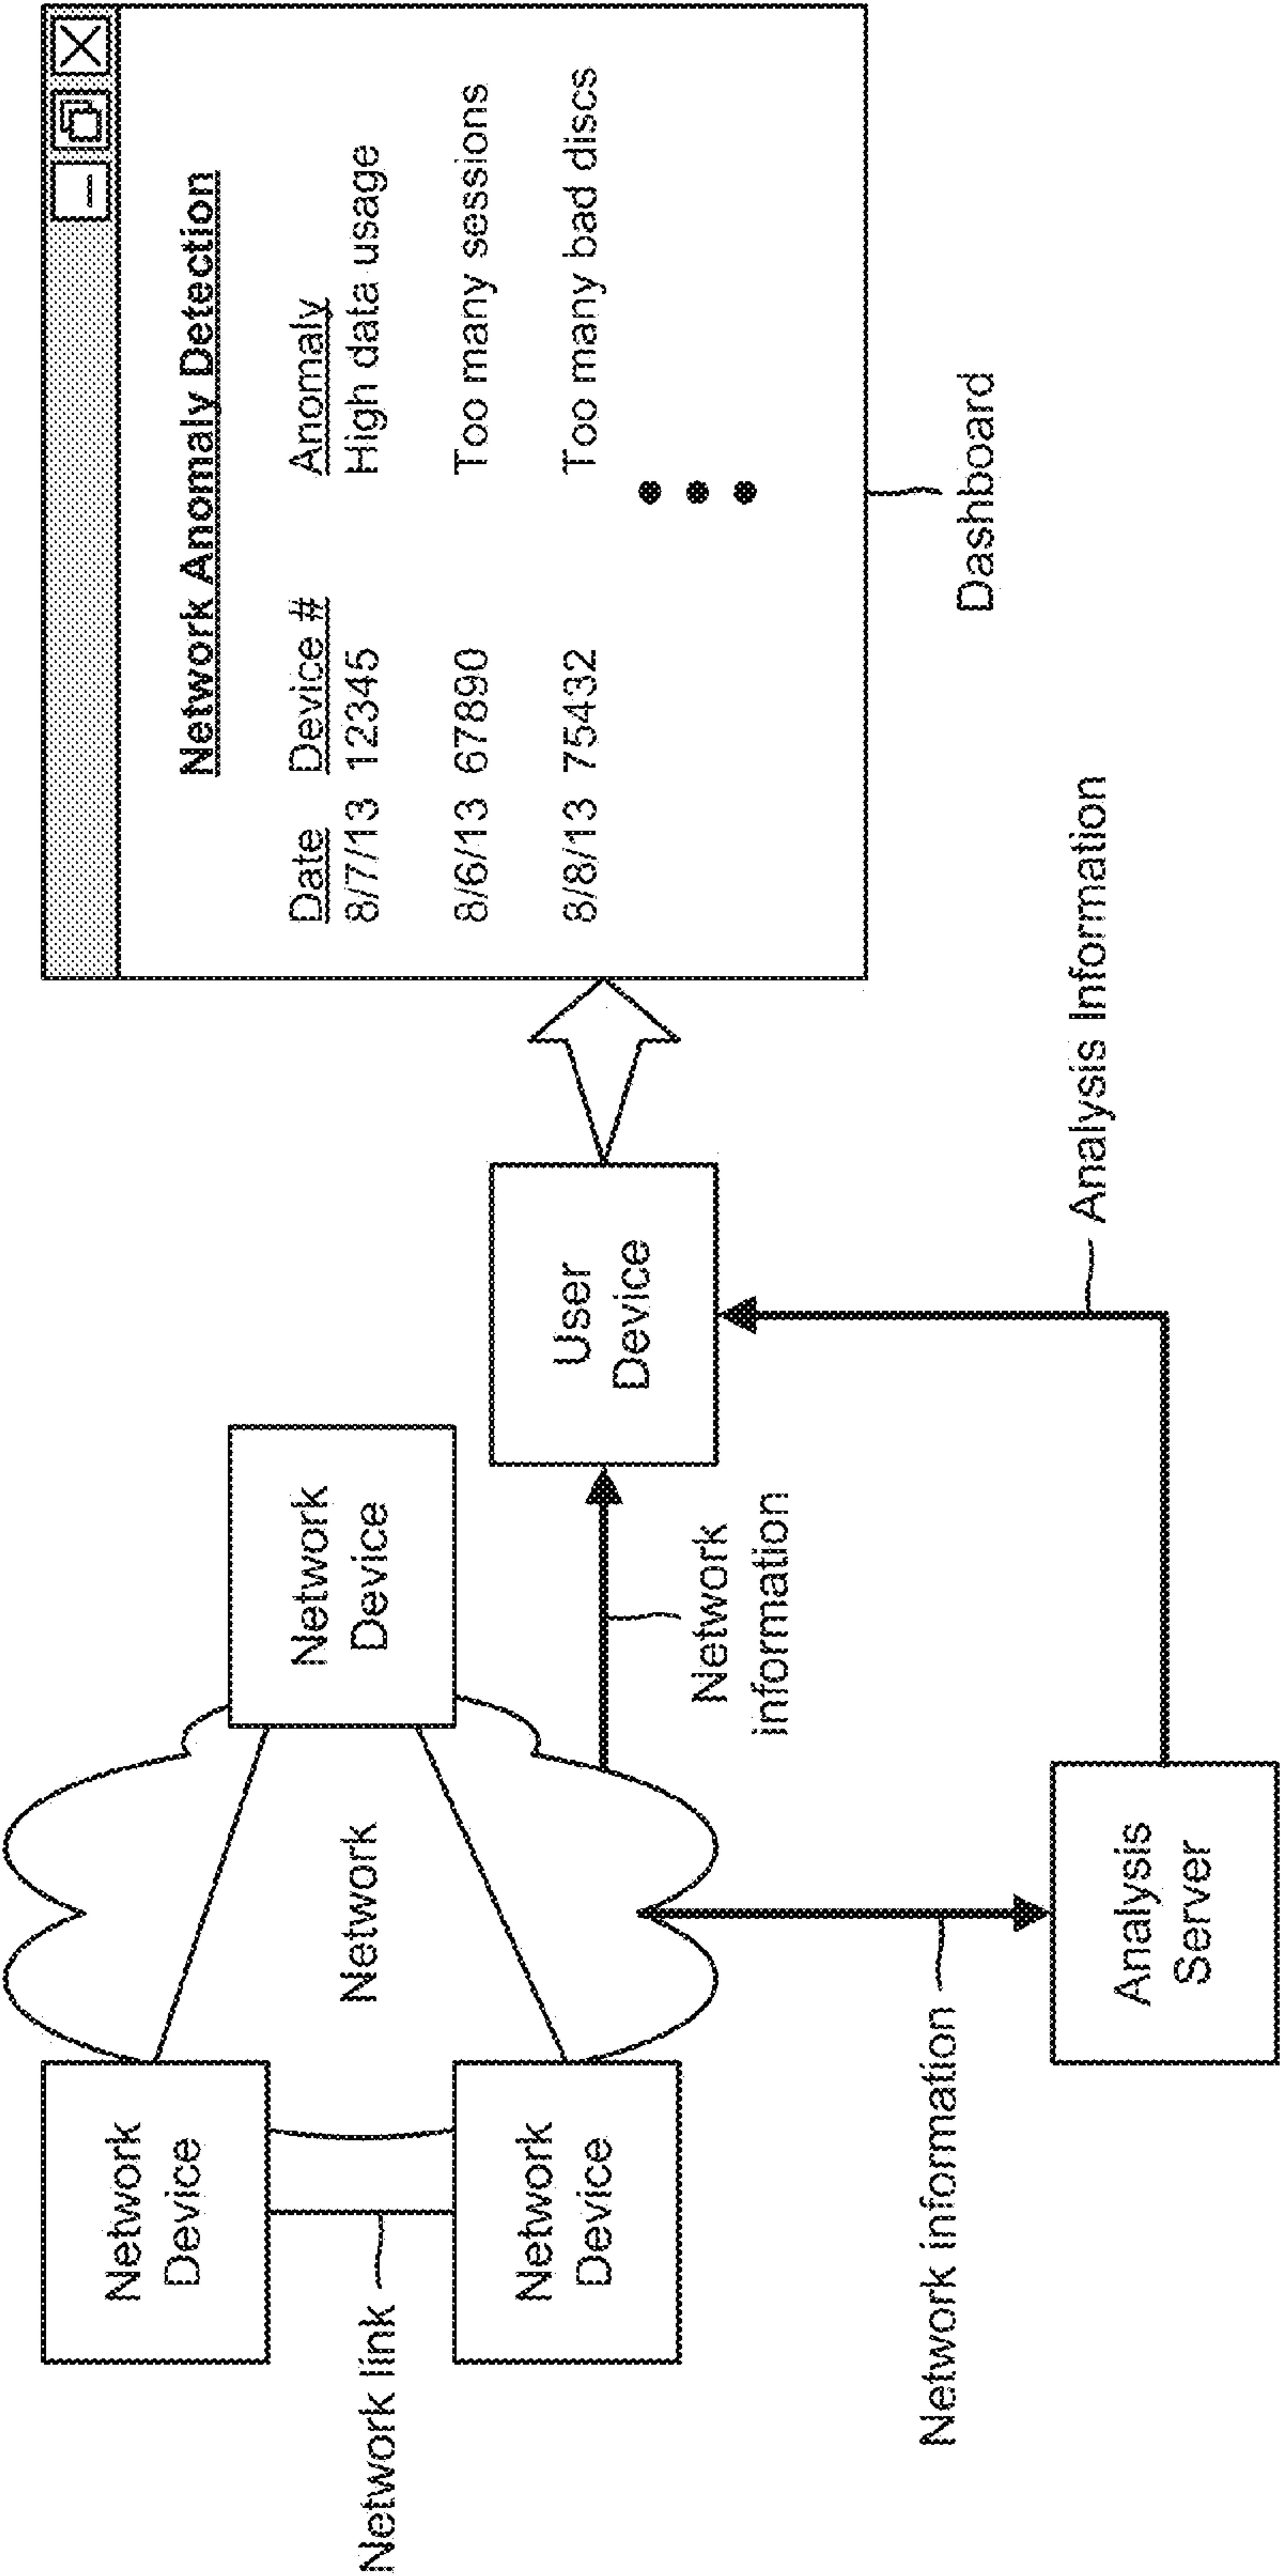 Network
Device
Network link
Network
Device
Network
Network
Device
Network information
Analysis
Server
Network
information
User
Device
Analysis Information
Network Anomaly Detection
Date Device # Anomaly
8/7/13 12345 High data usage
8/6/13 67890 Too many sessions
8/8/13 75432 Too many bad discs
Dashboard